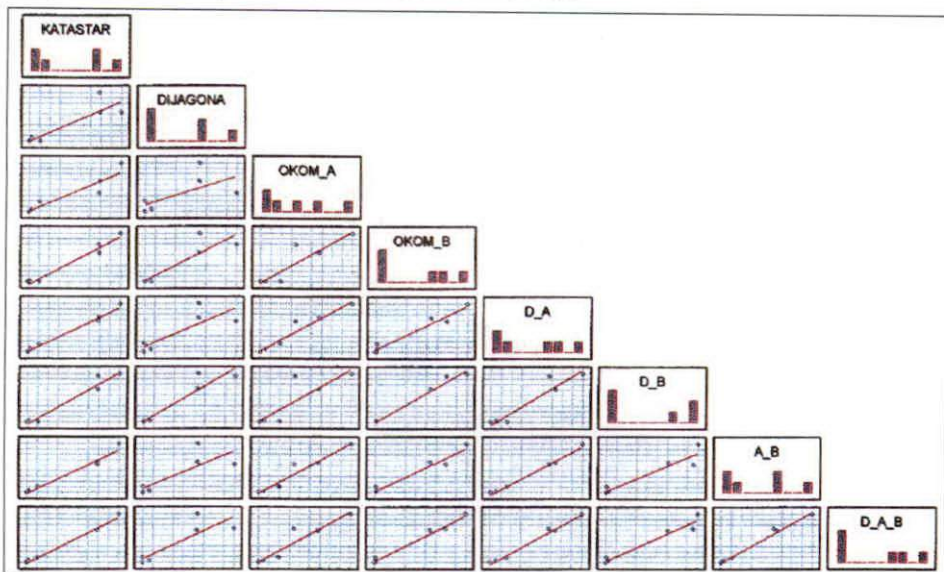 KATASTAR
DIJAGONA
OKOM_A
OKOM_B
D_A
D_B
A_B
D_A_B